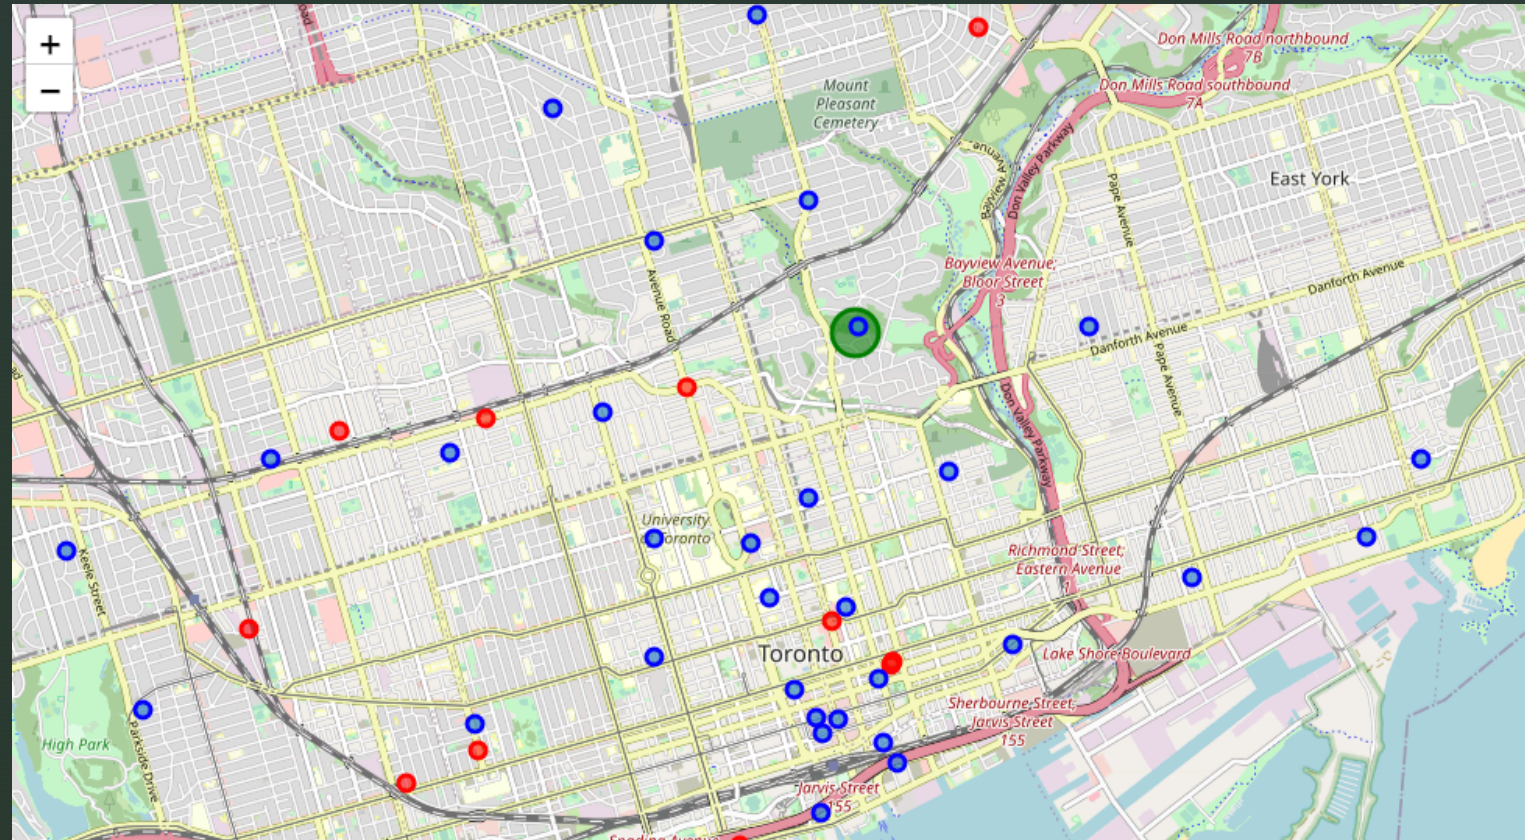 +
−
Mount
Pleasant
Cemetery
Don Mills Road northbound
7B
Don Mills Road southbound
7A
Don Valley Parkway
Bayview Avenue
East York
Pape Avenue
Avenue Road
Bayview Avenue;
Bloor Street
3
Danforth Avenue
Danforth Avenue
Pape Avenue
Don Valley Parkway
University
Toronto
Keele Street
Richmond Street;
Eastern Avenue
1
Toronto
Lake Shore Boulevard
High Park
Parkside Drive
Sherbourne Street;
Jarvis Street
155
Jarvis Street
155
Spadina Avenue